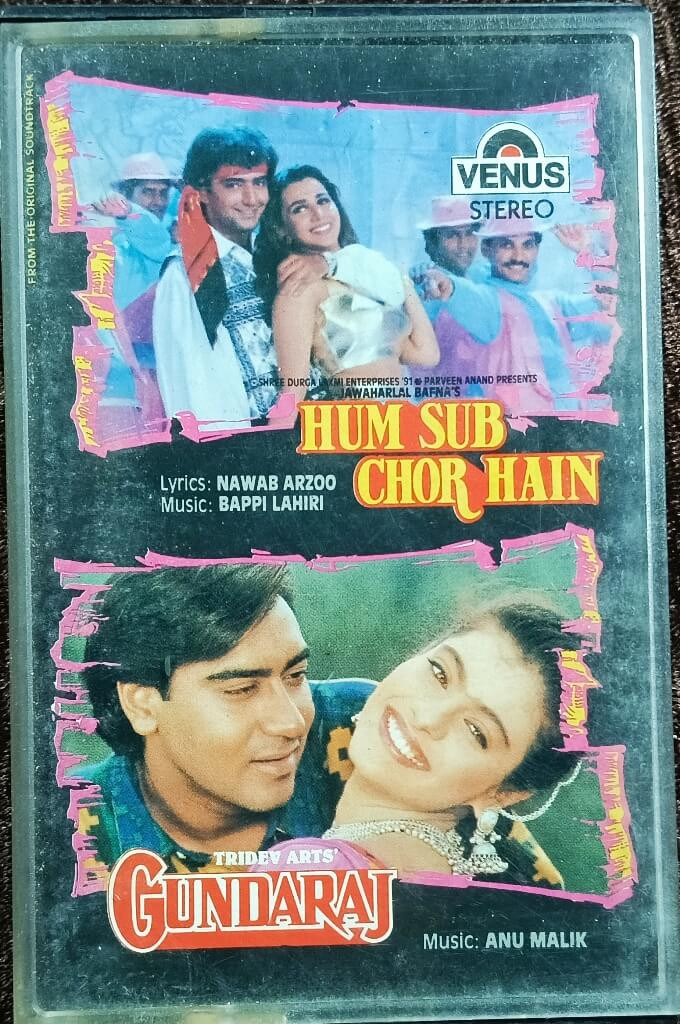 FROM THE ORIGINAL SOUNDTRACK
VENUS
STEREO
SHREE DURGA LAXMI ENTERPRISES '91 PARVEEN ANAND PRESENTS
JAWAHARLAL BAFNA'S
HUM SUB
CHOR HAIN
Lyrics: NAWAB ARZOO
Music: BAPPI LAHIRI
TRIDEV ARTS'
GUNDARAJ
Music: ANU MALIK